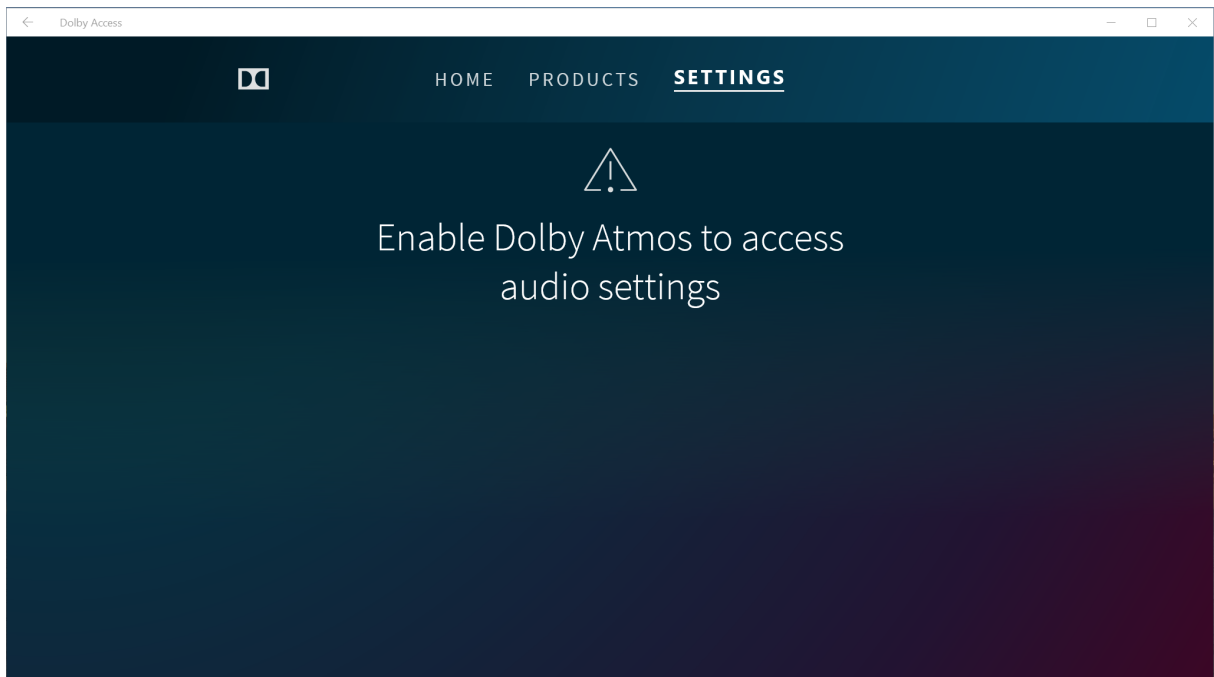 Dolby Access
HOME PRODUCTS SETTINGS
Enable Dolby Atmos to access
audio settings